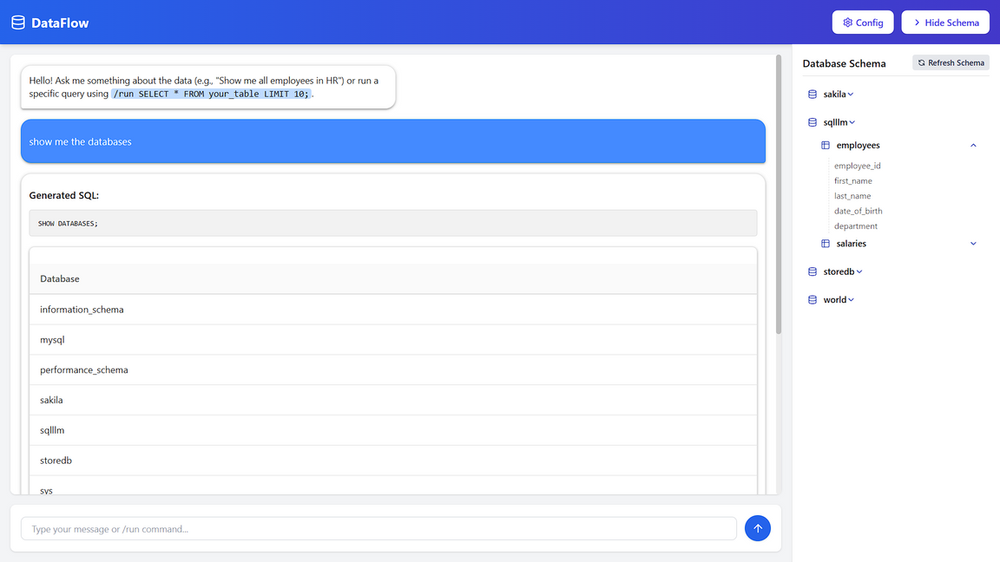 DataFlow
Config
Hide Schema
Hello! Ask me something about the data (e.g., "Show me all employees in HR") or run a
specific query using /run SELECT * FROM your_table LIMIT 10;.
show me the databases
Generated SQL:
SHOW DATABASES;
Database
information_schema
mysql
performance_schema
sakila
sqlllm
storedb
sys
Type your message or /run command...
Database Schema
Refresh Schema
sakila
sqlllm
employees
employee_id
first_name
last_name
date_of_birth
department
salaries
storedb
world